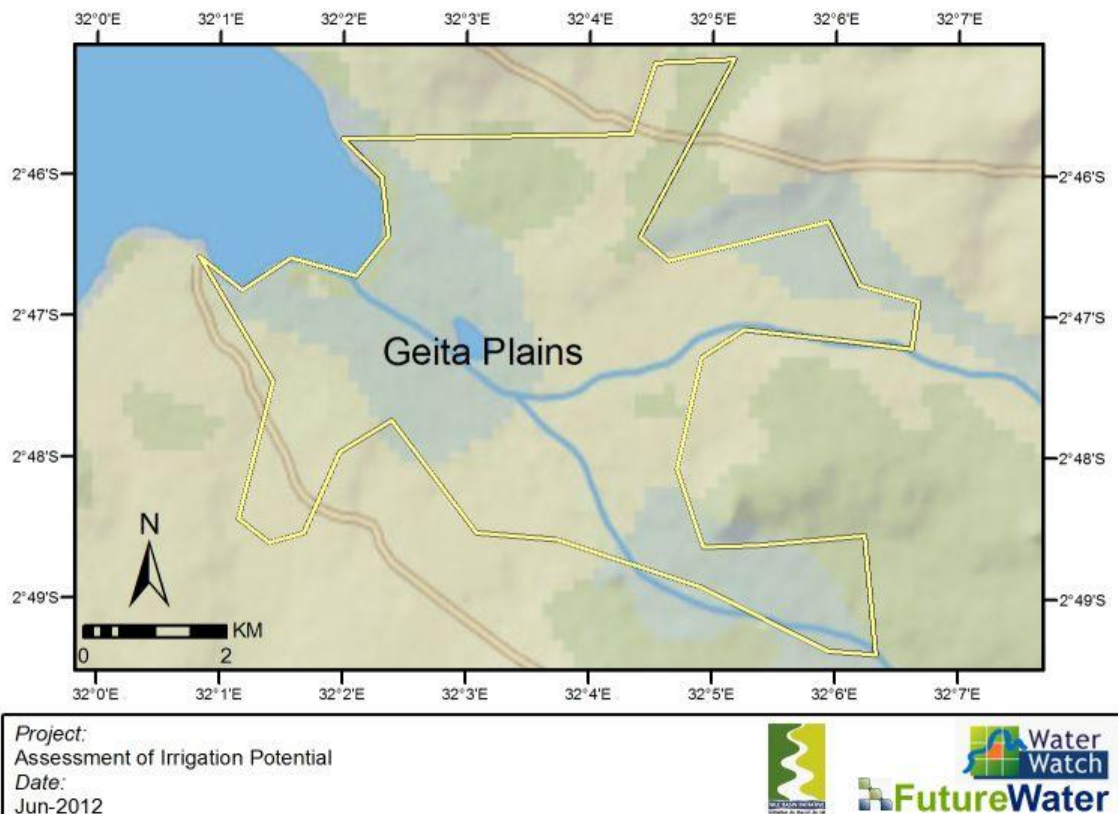 32°0'E 32°1'E 32°2'E 32°3'E 32°4'E 32°5'E 32°6'E 32°7'E
2°46'S 2°46'S
2°47'S 2°47'S
Geita Plains
2°48'S 2°48'S
N
2°49'S 2°49'S
KM
0 2
32°0'E 32°1'E 32°2'E 32°3'E 32°4'E 32°5'E 32°6'E 32°7'E
Project:
Assessment of Irrigation Potential
Date:
Jun-2012
NILE BASIN INITIATIVE
Water
Watch
FutureWater